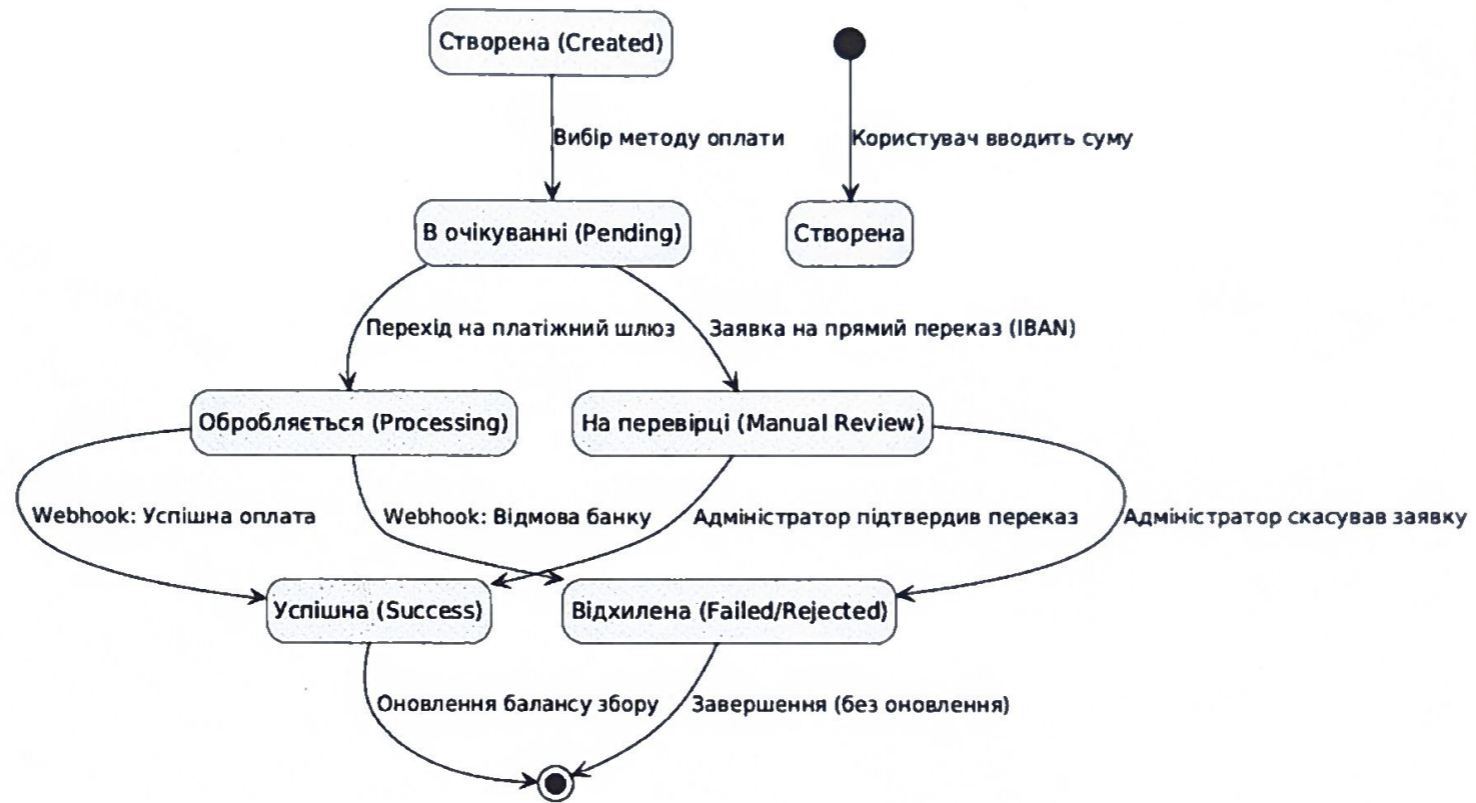 Створена (Created)
Вибір методу оплати
Користувач вводить суму
В очікуванні (Pending)
Створена
Перехід на платіжний шлюз
Заявка на прямий переказ (IBAN)
Обробляється (Processing)
На перевірці (Manual Review)
Webhook: Успішна оплата
Webhook: Відмова банку
Адміністратор підтвердив переказ
Адміністратор скасував заявку
Успішна (Success)
Відхилена (Failed/Rejected)
Оновлення балансу збору
Завершення (без оновлення)